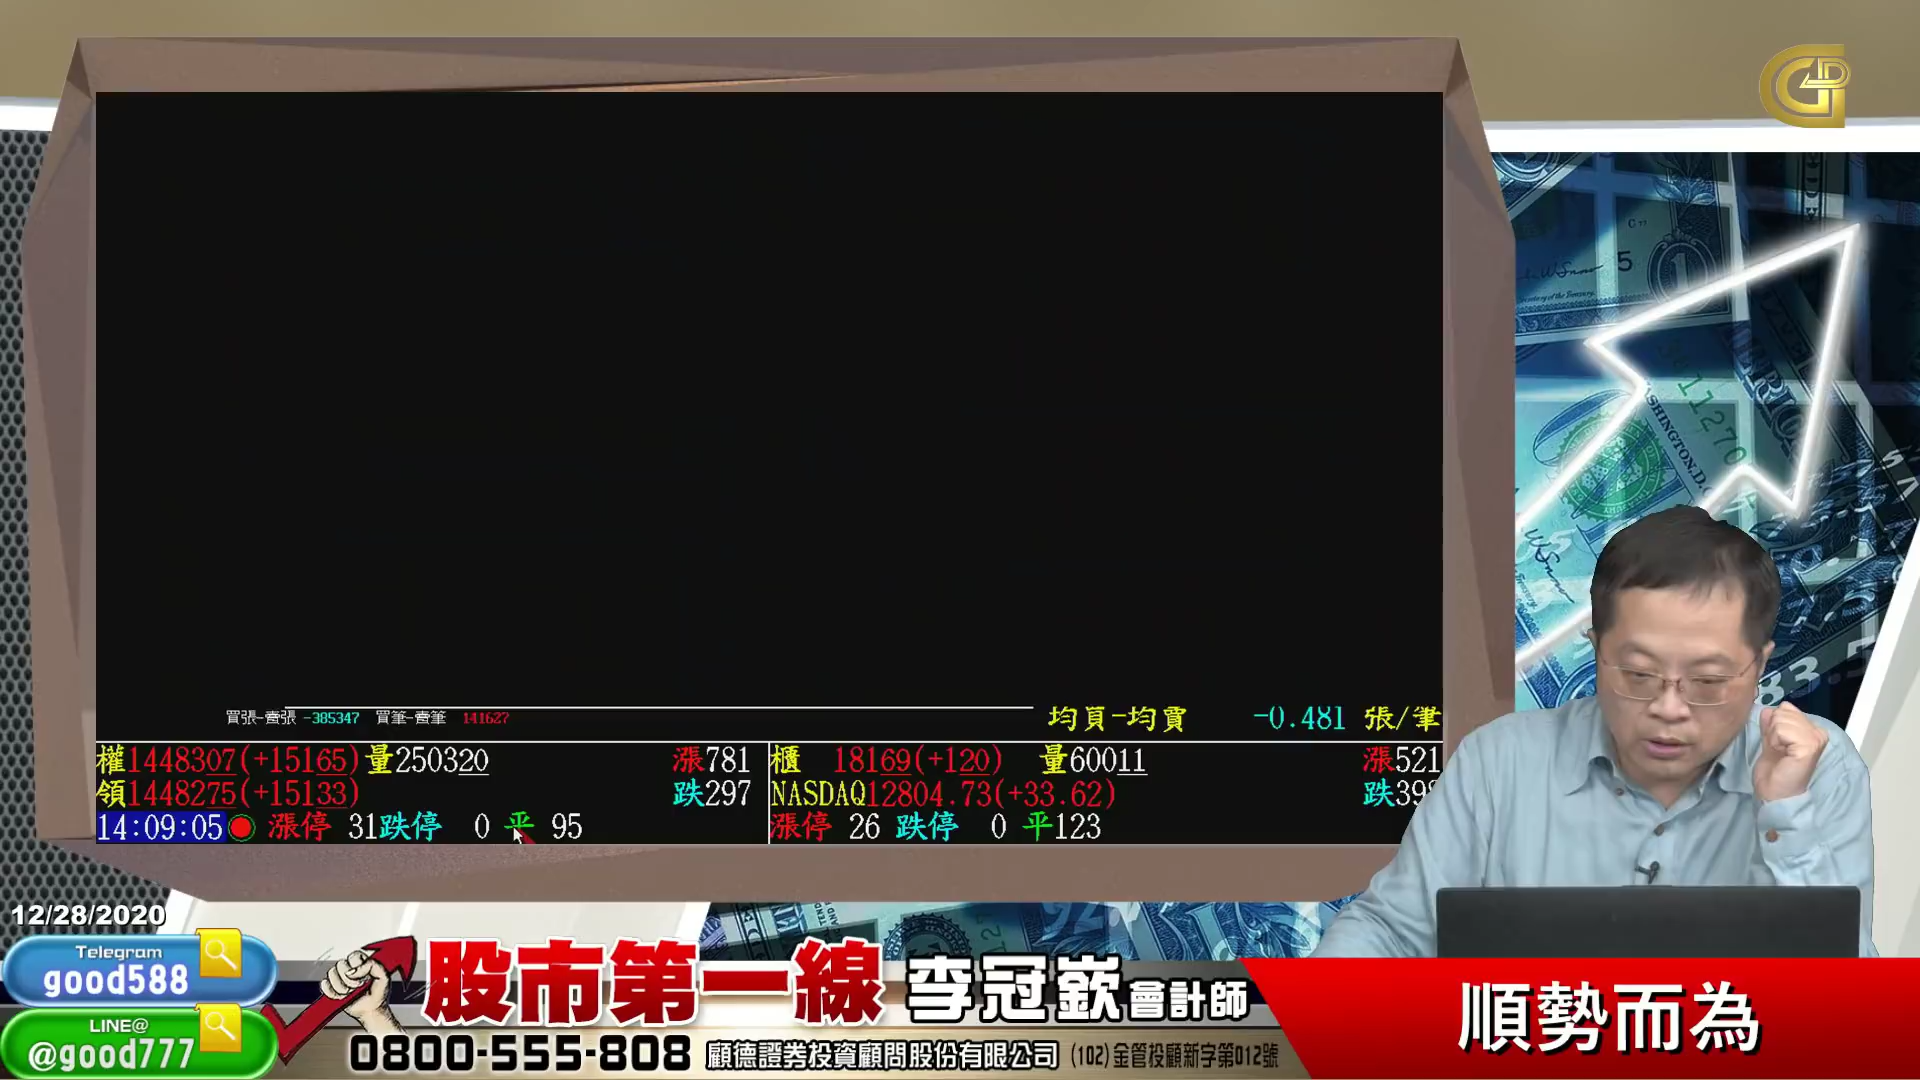 買張-賣張 -385347 買筆-賣筆 141627
均買-均賣 -0.481 張/筆
權1448307(+15165)量250320 漲781
領1448275(+15133) 跌297
14:09:05 漲停 31跌停 0 平 95
櫃 18169(+120) 量60011 漲521
NASDAQ12804.73(+33.62) 跌398
漲停 26 跌停 0 平123
12/28/2020
Telegram
good588
LINE@
@good777
股市第一線 李冠嶔 會計師
0800-555-808 顧德證券投資顧問股份有限公司 (102)金管投顧新字第012號
順勢而為